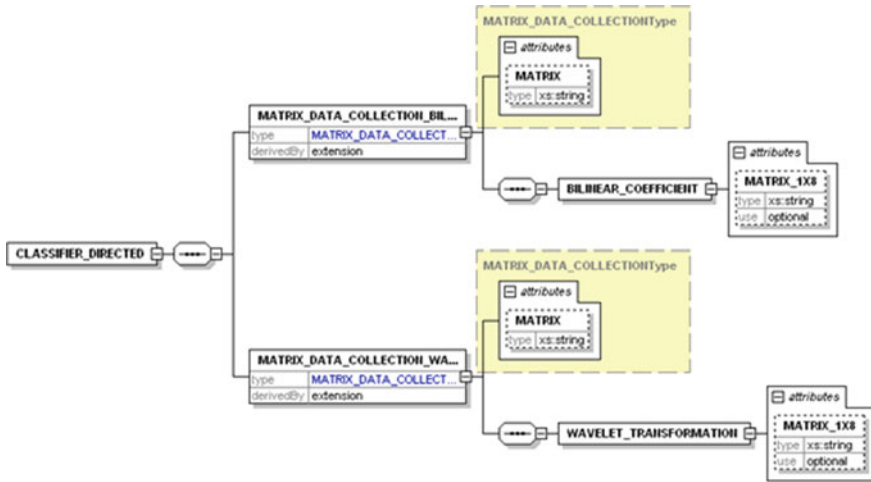 MATRIX_DATA_COLLECTIONType
attributes
MATRIX
type xs:string
MATRIX_DATA_COLLECTION_BIL...
type MATRIX_DATA_COLLECT...
derivedBy extension
attributes
MATRIX_1X8
type xs:string
use optional
BILINEAR_COEFFICIENT
CLASSIFIER_DIRECTED
MATRIX_DATA_COLLECTIONType
attributes
MATRIX
type xs:string
MATRIX_DATA_COLLECTION_WA...
type MATRIX_DATA_COLLECT...
derivedBy extension
attributes
MATRIX_1X8
type xs:string
use optional
WAVELET_TRANSFORMATION